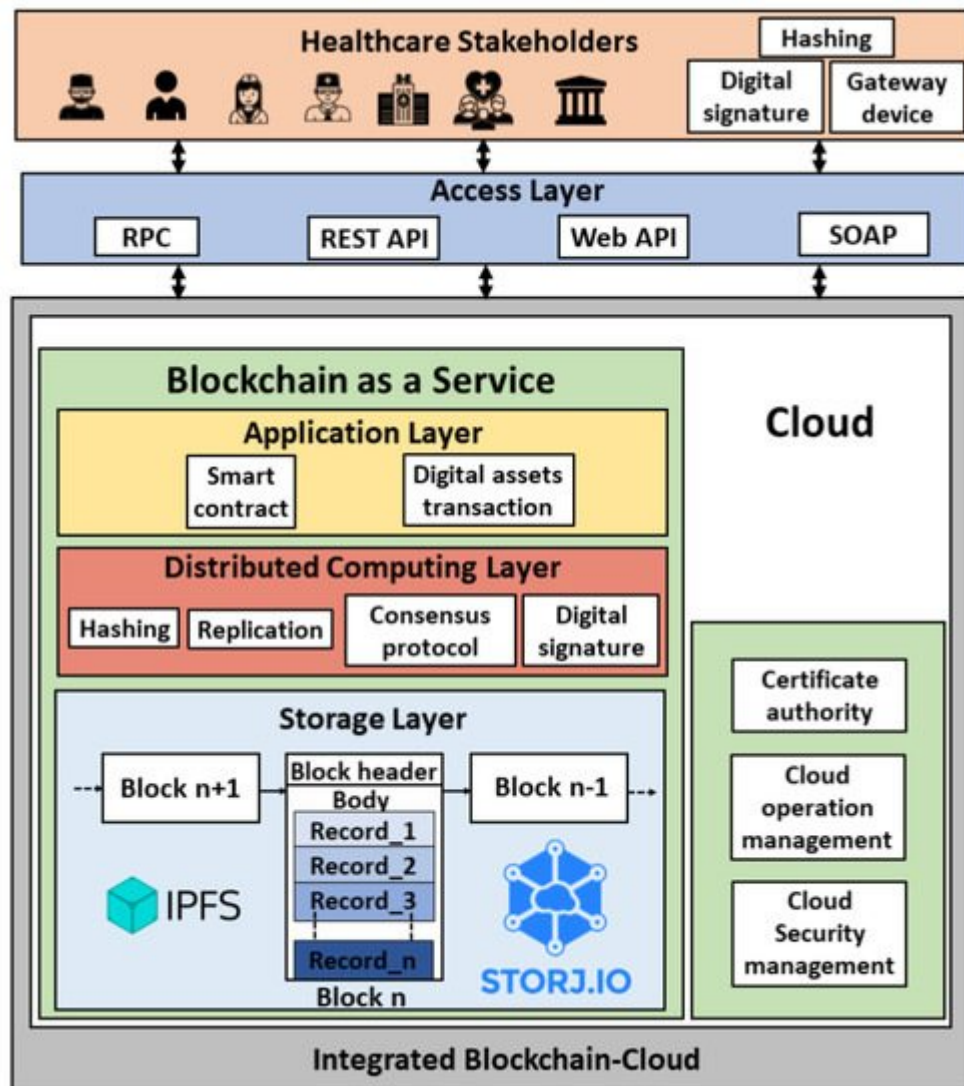 Healthcare Stakeholders
Hashing
Digital
signature
Gateway
device
Access Layer
RPC
REST API
Web API
SOAP
Blockchain as a Service
Cloud
Application Layer
Smart
contract
Digital assets
transaction
Distributed Computing Layer
Hashing
Replication
Consensus
protocol
Digital
signature
Storage Layer
Block n+1
Block header
Body
Record_1
Record_2
Record_3
Record_n
Block n
Block n-1
IPFS
STORJ.IO
Certificate
authority
Cloud
operation
management
Cloud
Security
management
Integrated Blockchain-Cloud